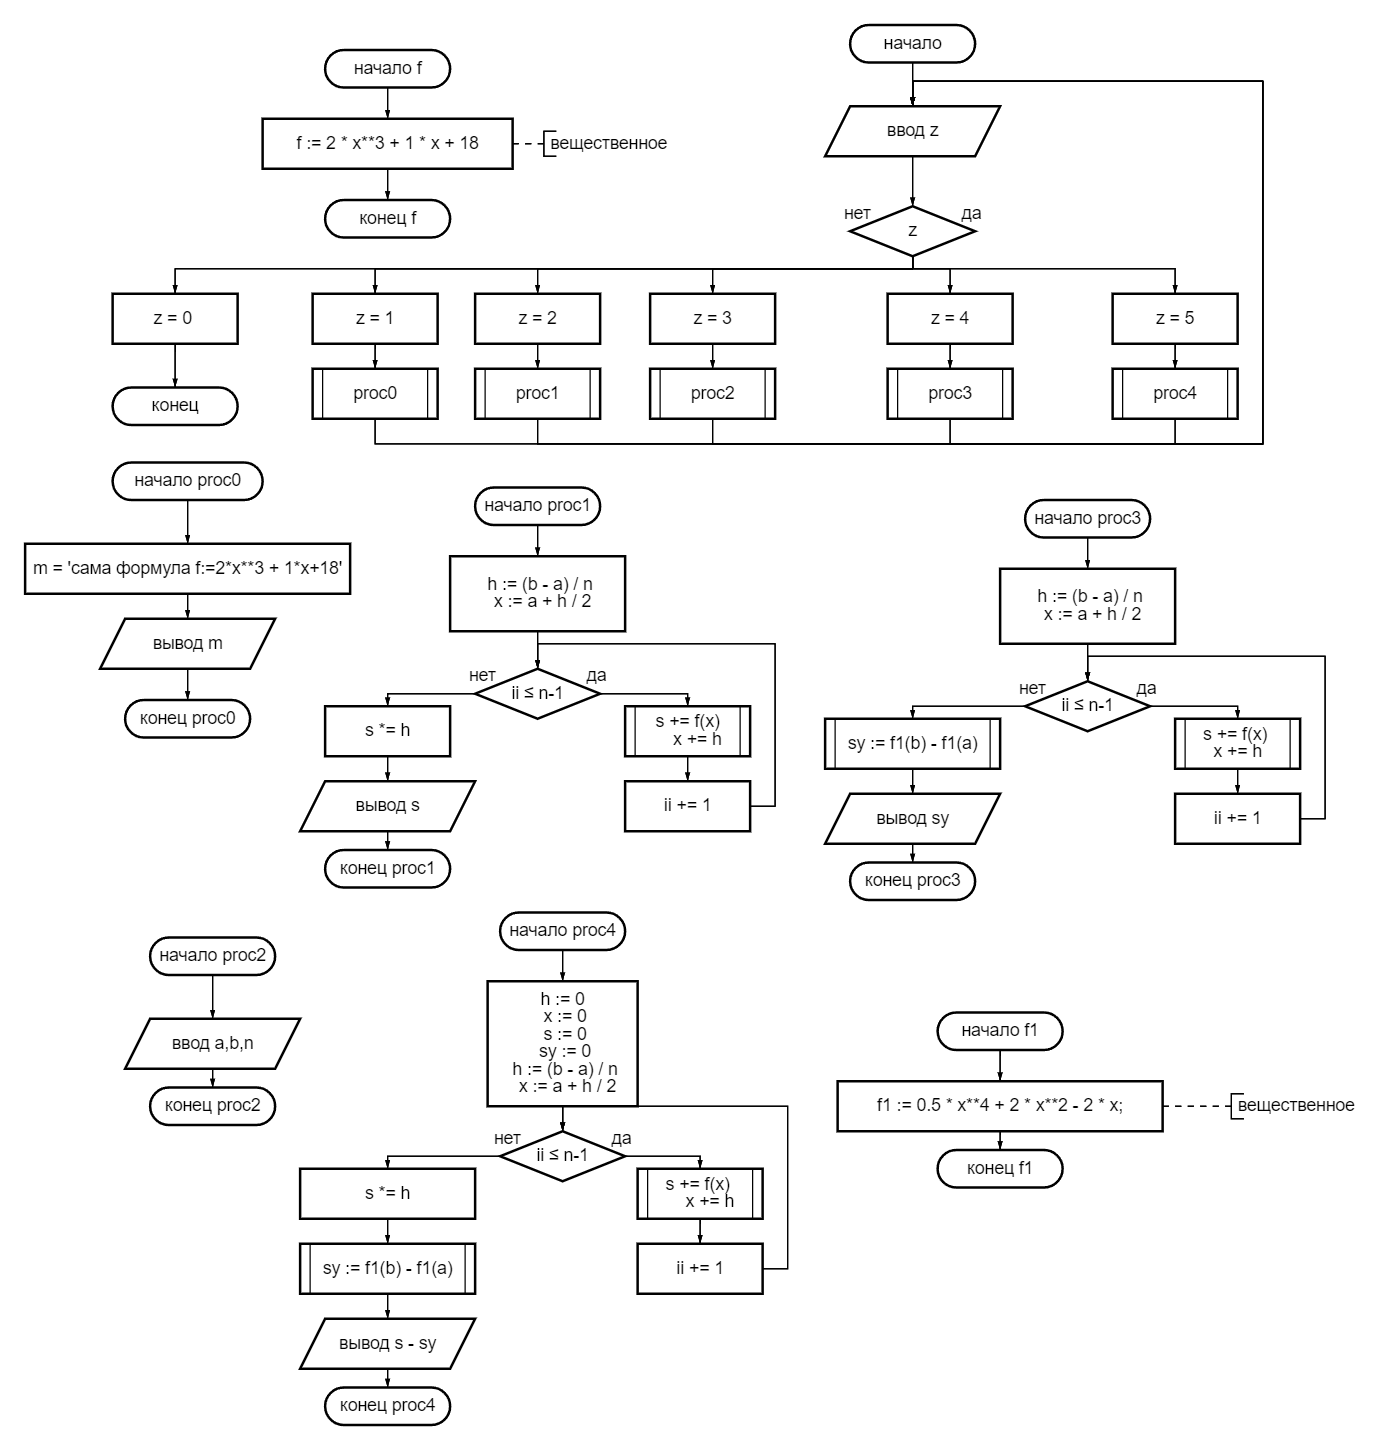 начало f
f := 2 * x**3 + 1 * x + 18
вещественное
конец f
начало
ввод z
нет
да
z
z = 0
z = 1
z = 2
z = 3
z = 4
z = 5
конец
proc0
proc1
proc2
proc3
proc4
начало proc0
m = 'сама формула f:=2*x**3 + 1*x+18'
вывод m
конец proc0
начало proc1
h := (b - a) / n
x := a + h / 2
нет
да
ii ≤ n-1
s *= h
s += f(x)
x += h
вывод s
ii += 1
конец proc1
начало proc3
h := (b - a) / n
x := a + h / 2
нет
да
ii ≤ n-1
sy := f1(b) - f1(a)
s += f(x)
x += h
вывод sy
ii += 1
конец proc3
начало proc2
ввод a,b,n
конец proc2
начало proc4
h := 0
x := 0
s := 0
sy := 0
h := (b - a) / n
x := a + h / 2
нет
да
ii ≤ n-1
s *= h
s += f(x)
x += h
sy := f1(b) - f1(a)
ii += 1
вывод s - sy
конец proc4
начало f1
f1 := 0.5 * x**4 + 2 * x**2 - 2 * x;
вещественное
конец f1